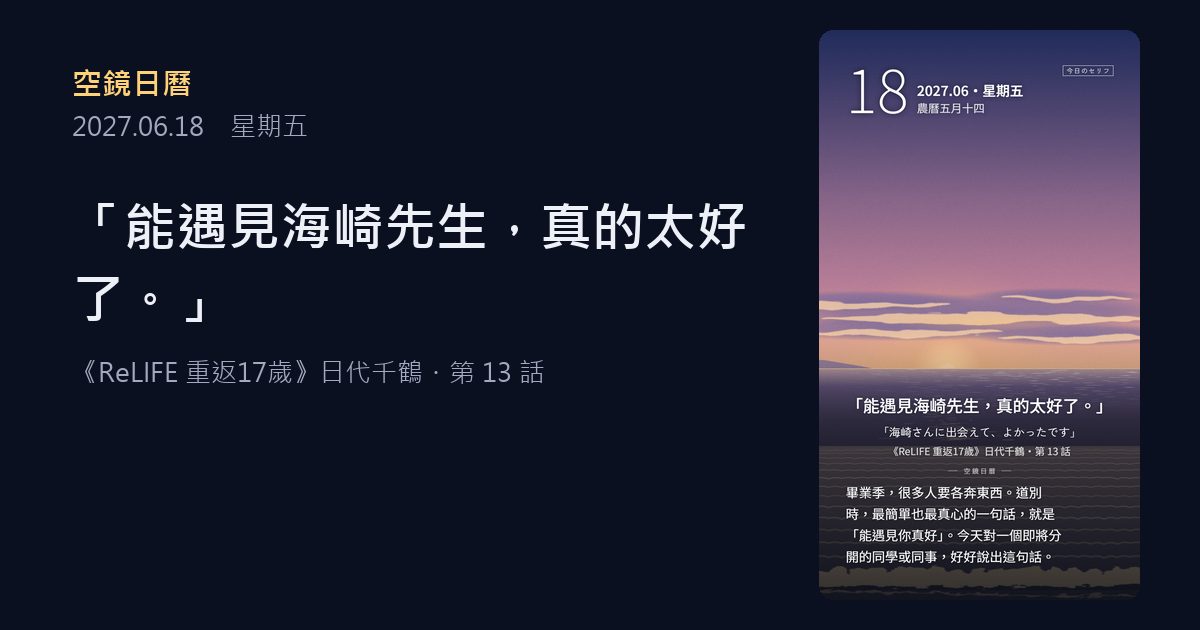 空鏡日曆
2027.06.18　星期五
「能遇見海崎先生，真的太好
了。」
《ReLIFE 重返17歲》日代千鶴・第 13 話
今日のセリフ
18
2027.06・星期五
農曆五月十四
「能遇見海崎先生，真的太好了。」
「海崎さんに出会えて、よかったです」
《ReLIFE 重返17歲》日代千鶴・第 13 話
— 空鏡日曆 —
畢業季，很多人要各奔東西。道別
時，最簡單也最真心的一句話，就是
「能遇見你真好」。今天對一個即將分
開的同學或同事，好好說出這句話。